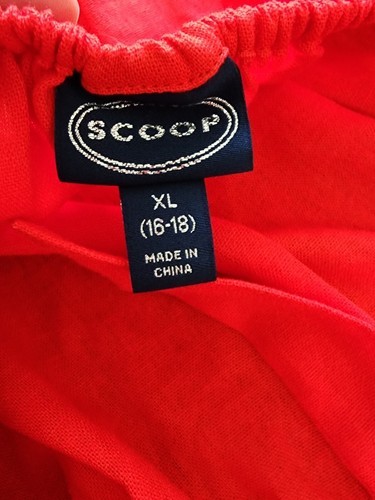 SCOOP
XL
(16-18)
MADE IN
CHINA